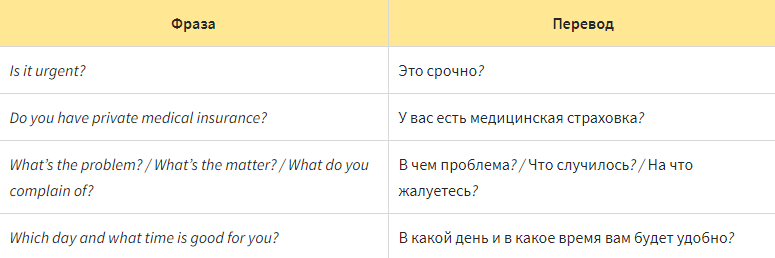 Фраза Перевод
Is it urgent? Это срочно?
Do you have private medical insurance? У вас есть медицинская страховка?
What's the problem? / What's the matter? / What do you
complain of?
В чем проблема? / Что случилось? / На что
жалуетесь?
Which day and what time is good for you? В какой день и в какое время вам будет удобно?